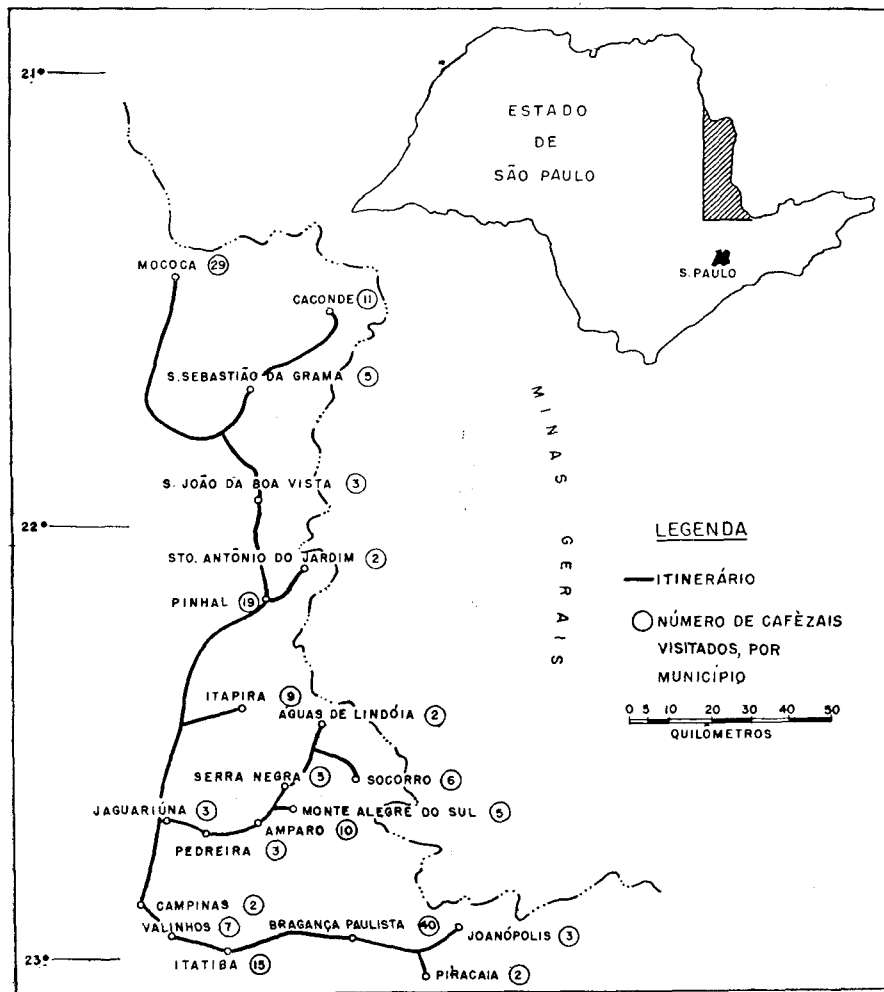 21°
ESTADO
DE
SÃO PAULO
S. PAULO
MOCOCA 29
CACONDE 11
S. SEBASTIÃO DA GRAMA 5
S. JOÃO DA BOA VISTA 3
22°
STO. ANTÔNIO DO JARDIM 2
PINHAL 19
MINAS GERAIS
LEGENDA
ITINERÁRIO
NÚMERO DE CAFÈZAIS
VISITADOS, POR
MUNICÍPIO
0 5 10 20 30 40 50
QUILÔMETROS
ITAPIRA 9
AGUAS DE LINDÓIA 2
SERRA NEGRA
SOCORRO 6
JAGUARIÚNA 3
MONTE ALEGRE DO SUL 5
AMPARO 10
PEDREIRA 3
CAMPINAS 2
VALINHOS 7
BRAGANÇA PAULISTA 40
JOANÓPOLIS 3
ITATIBA 15
PIRACAIA 2
23°